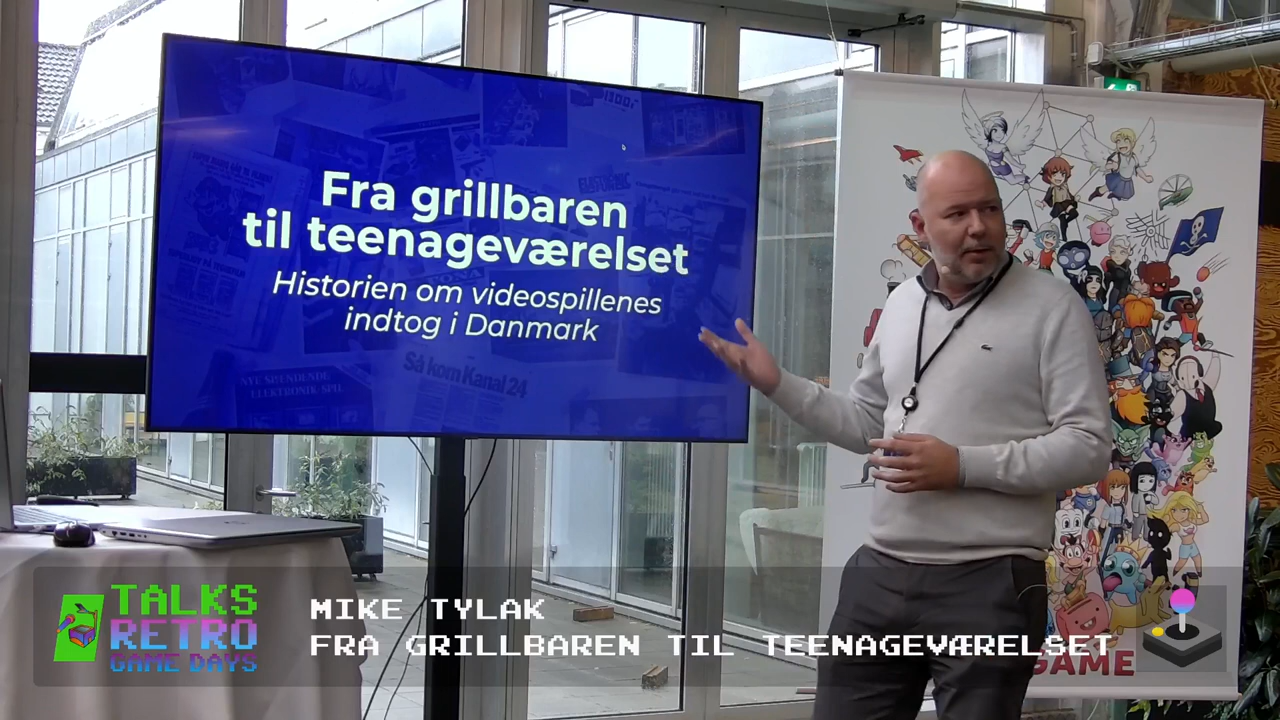 Fra grillbaren
til teenageværelset
Historien om videospillenes
indtog i Danmark
Så kom Kanal 24
NYE SPÆNDENDE
ELEKTRONIK-SPIL
TALKS
RETRO
GAME DAYS
MIKE TYLAK
FRA GRILLBAREN TIL TEENAGEVÆRELSET
GAME